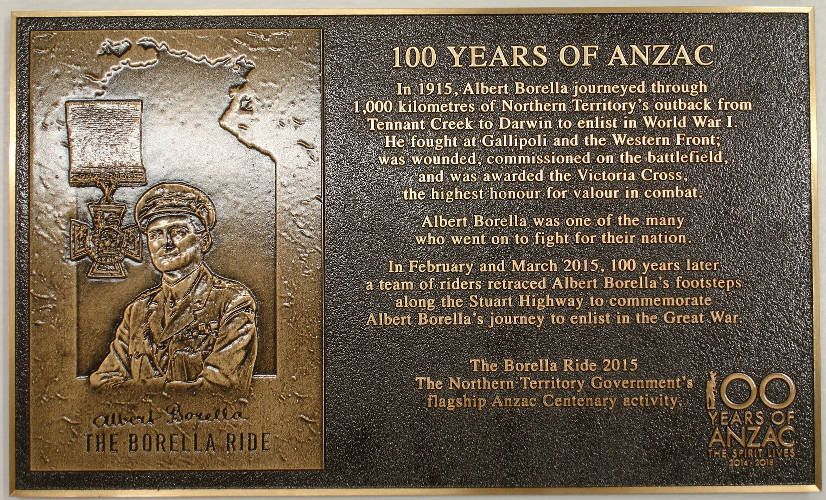 100 YEARS OF ANZAC
In 1915, Albert Borella journeyed through
1,000 kilometres of Northern Territory's outback from
Tennant Creek to Darwin to enlist in World War I.
He fought at Gallipoli and the Western Front;
was wounded, commissioned on the battlefield,
and was awarded the Victoria Cross,
the highest honour for valour in combat.
Albert Borella was one of the many
who went on to fight for their nation.
In February and March 2015, 100 years later
a team of riders retraced Albert Borella's footsteps
along the Stuart Highway to commemorate
Albert Borella's journey to enlist in the Great War.
The Borella Ride 2015
The Northern Territory Government's
flagship Anzac Centenary activity.
Albert Borella
THE BORELLA RIDE
100
YEARS OF
ANZAC
THE SPIRIT LIVES
2014 2018